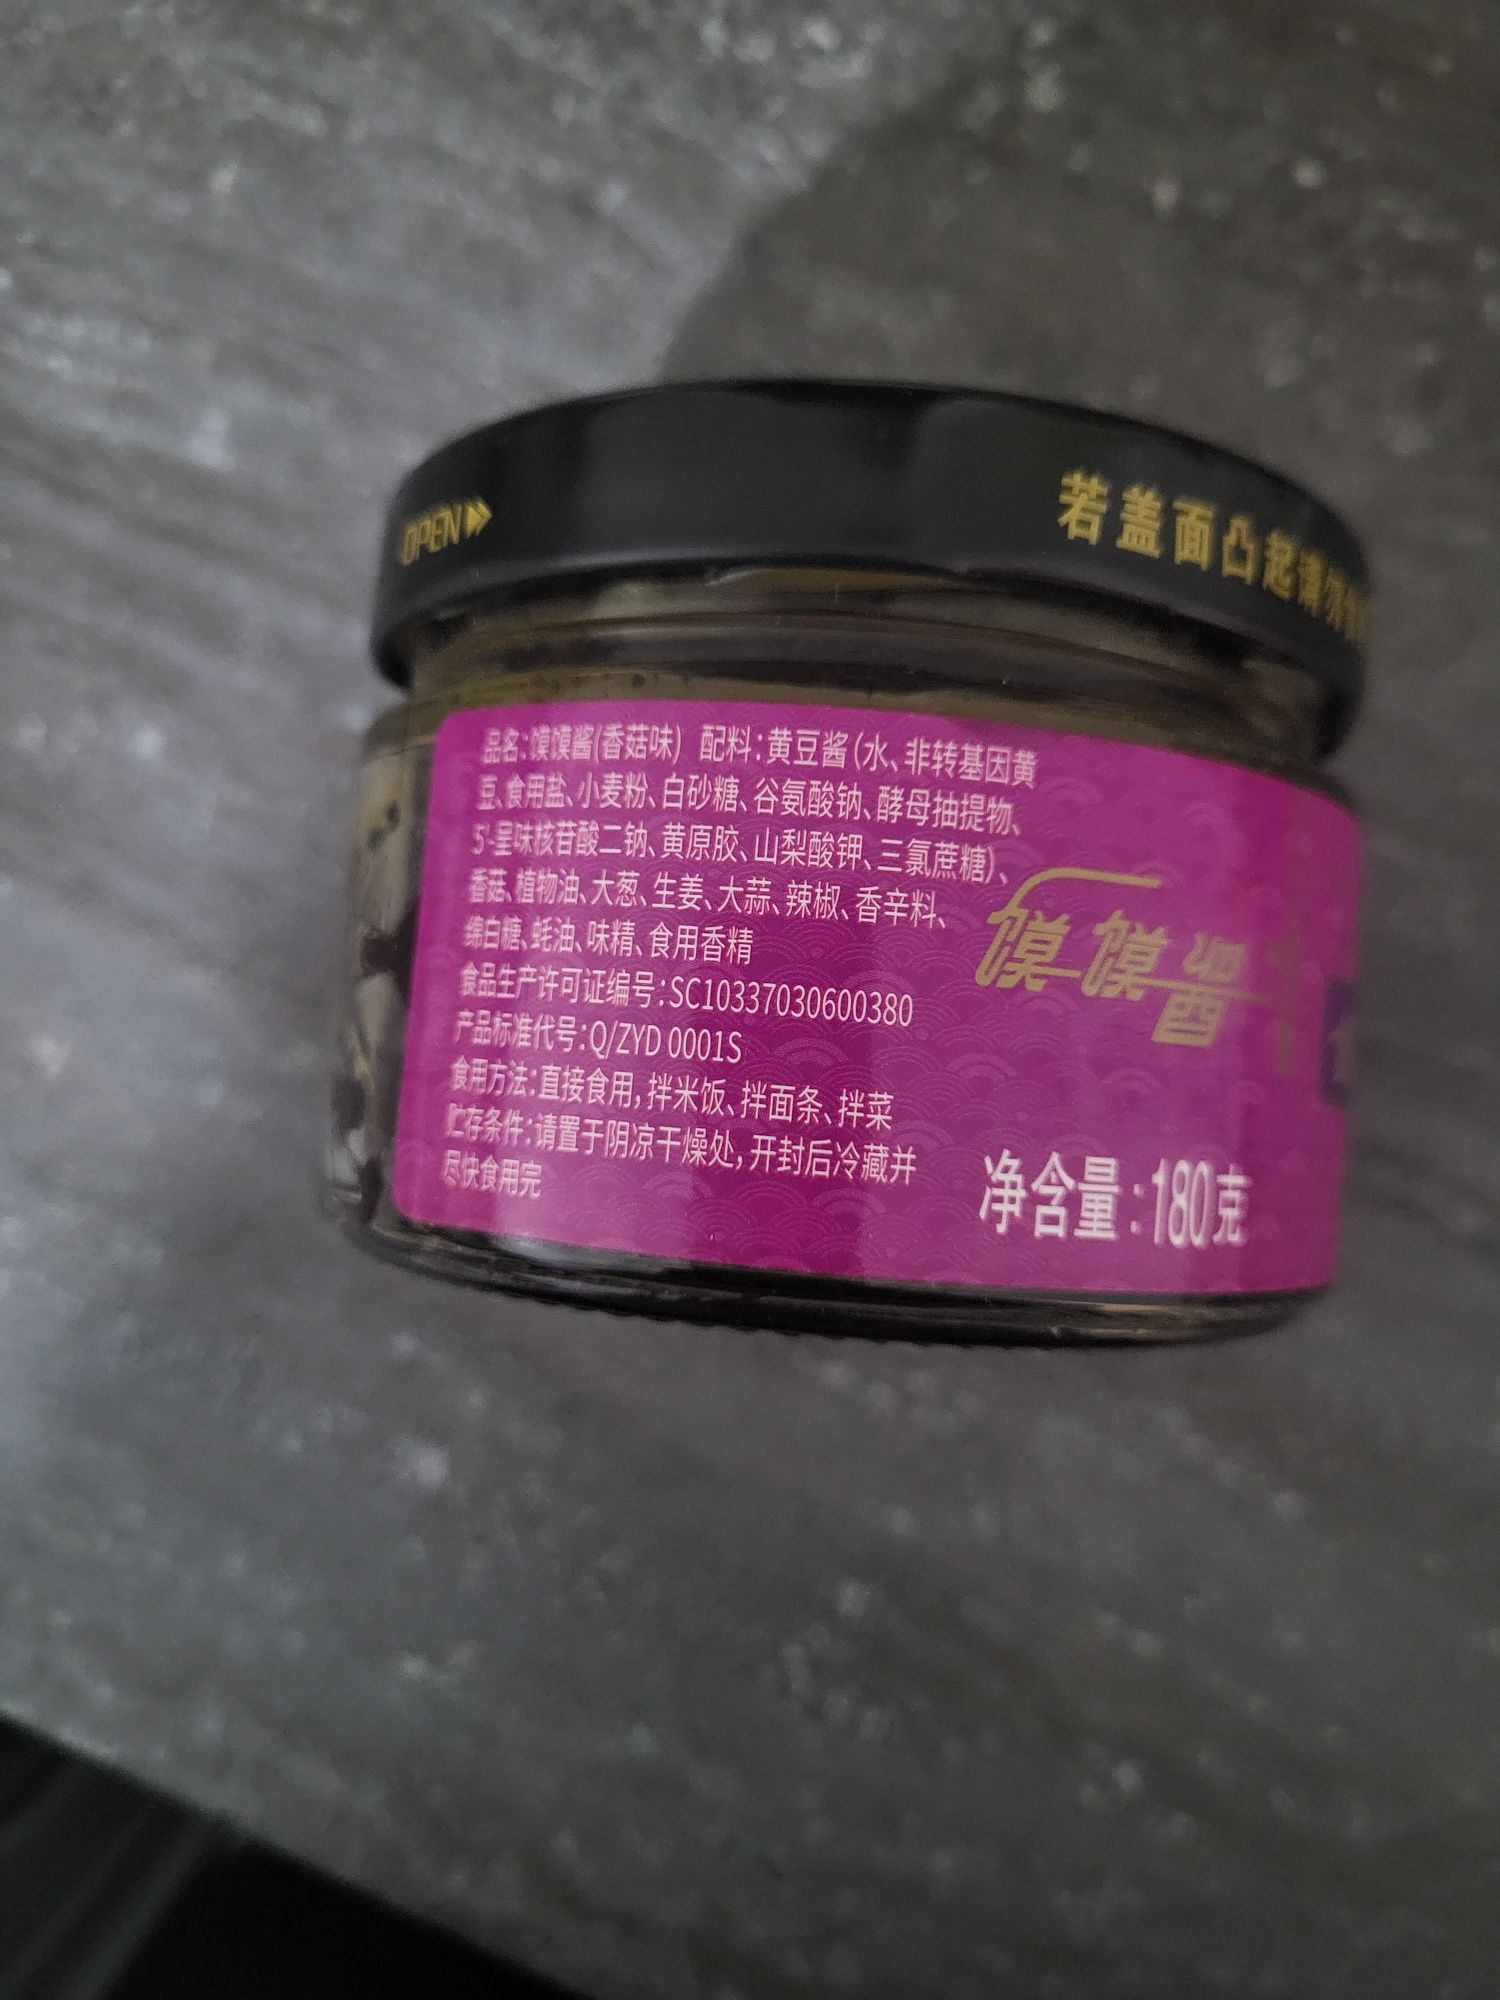 OPEN
若盖面凸起请勿食用
品名:馍馍酱(香菇味) 配料:黄豆酱(水、非转基因黄
豆、食用盐、小麦粉、白砂糖、谷氨酸钠、酵母抽提物、
5'-呈味核苷酸二钠、黄原胶、山梨酸钾、三氯蔗糖)、
香菇、植物油、大葱、生姜、大蒜、辣椒、香辛料、
绵白糖、蚝油、味精、食用香精
食品生产许可证编号:SC10337030600380
产品标准代号:Q/ZYD 0001S
食用方法:直接食用,拌米饭、拌面条、拌菜
贮存条件:请置于阴凉干燥处,开封后冷藏并
尽快食用完
馍馍酱
净含量:180克